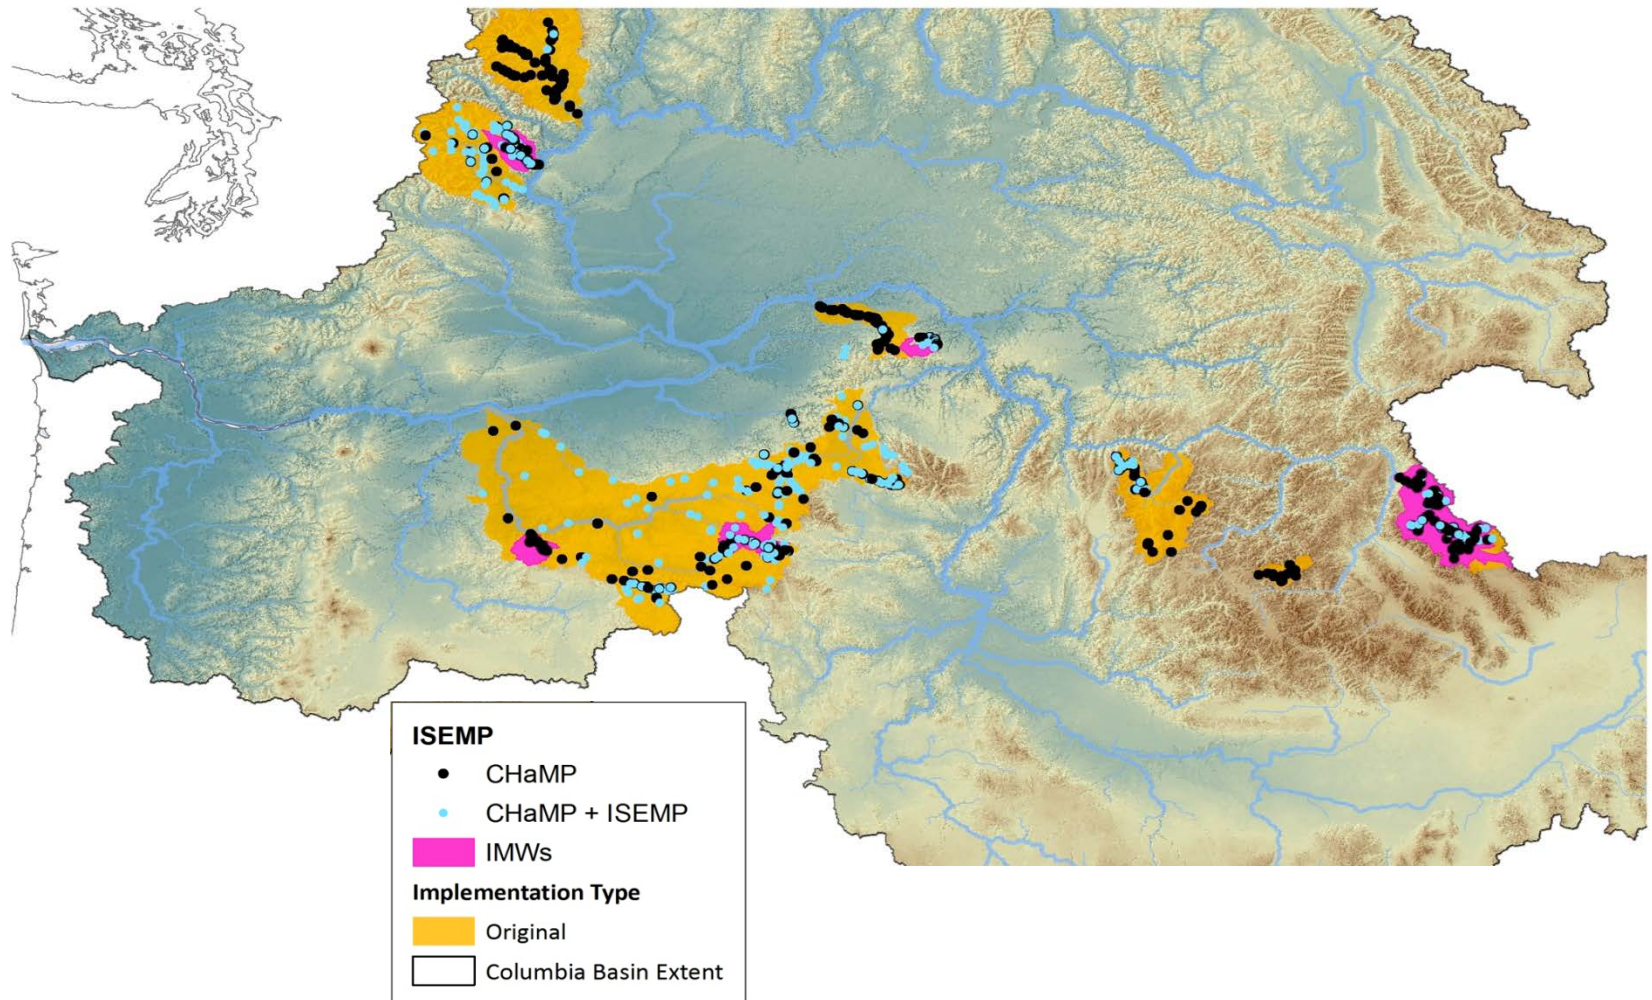 ISEMP
CHaMP
CHaMP + ISEMP
IMWs
Implementation Type
Original
Columbia Basin Extent